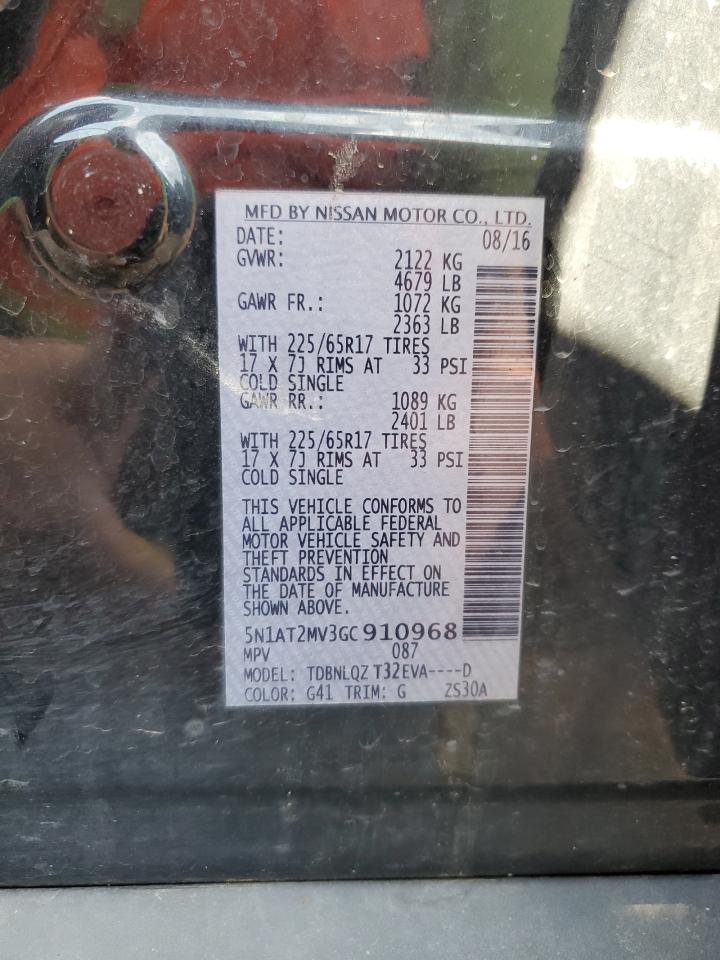 MFD BY NISSAN MOTOR CO., LTD.
DATE: 08/16
GVWR: 2122 KG
4679 LB
GAWR FR.: 1072 KG
2363 LB
WITH 225/65R17 TIRES
17 X 7J RIMS AT 33 PSI
COLD SINGLE
GAWR RR.: 1089 KG
2401 LB
WITH 225/65R17 TIRES
17 X 7J RIMS AT 33 PSI
COLD SINGLE
THIS VEHICLE CONFORMS TO
ALL APPLICABLE FEDERAL
MOTOR VEHICLE SAFETY AND
THEFT PREVENTION
STANDARDS IN EFFECT ON
THE DATE OF MANUFACTURE
SHOWN ABOVE.
5N1AT2MV3GC910968
MPV 087
MODEL: TDBNLQZ T32EVA----D
COLOR: G41 TRIM: G ZS30A